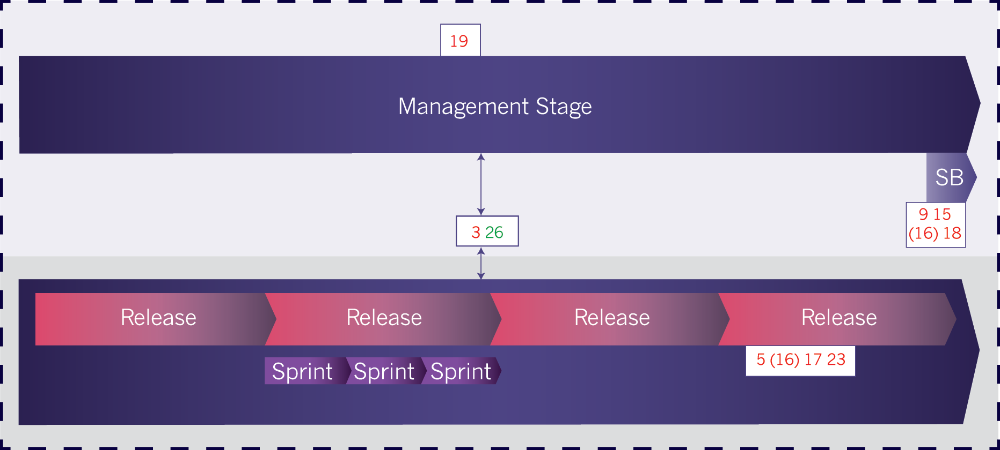 19
Management Stage
SB
9 15
(16) 18
3 26
Release Release Release Release
5 (16) 17 23
Sprint Sprint Sprint